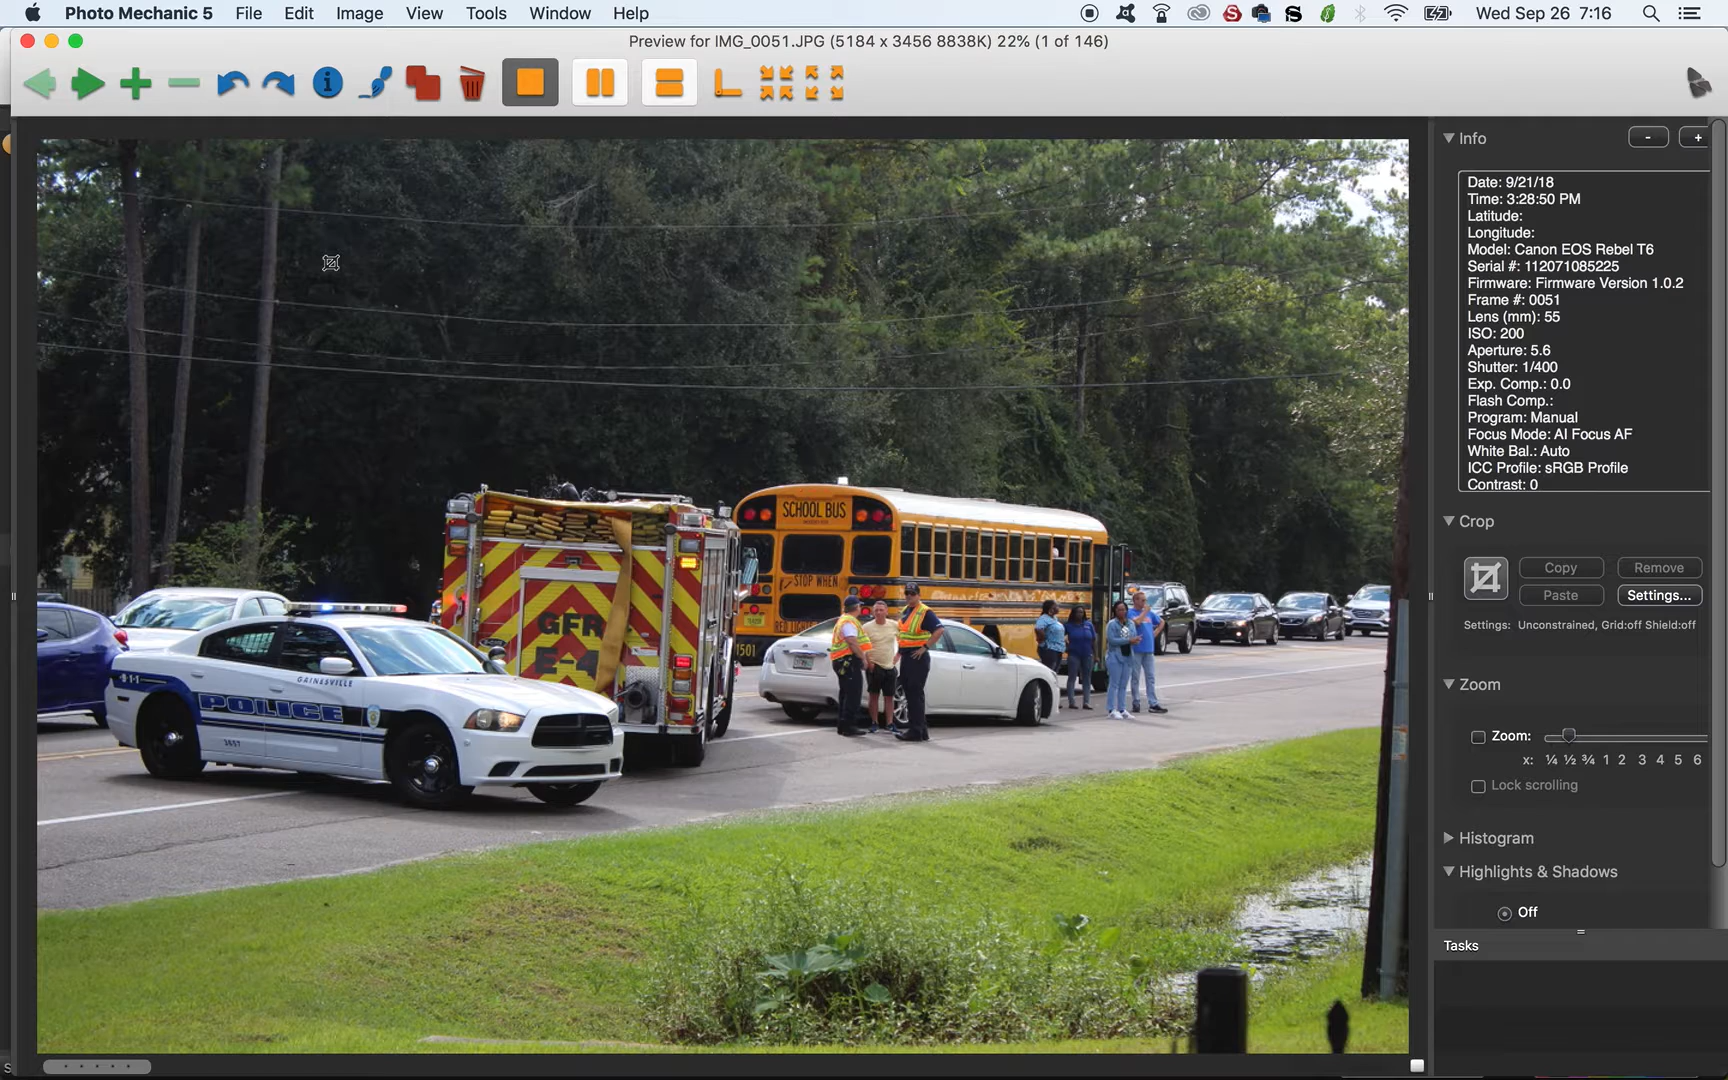 Photo Mechanic 5 File Edit Image View Tools Window Help
Wed Sep 26 7:16
Preview for IMG_0051.JPG (5184 x 3456 8838K) 22% (1 of 146)
Info
- +
Date: 9/21/18
Time: 3:28:50 PM
Latitude:
Longitude:
Model: Canon EOS Rebel T6
Serial #: 112071085225
Firmware: Firmware Version 1.0.2
Frame #: 0051
Lens (mm): 55
ISO: 200
Aperture: 5.6
Shutter: 1/400
Exp. Comp.: 0.0
Flash Comp.:
Program: Manual
Focus Mode: AI Focus AF
White Bal.: Auto
ICC Profile: sRGB Profile
Contrast: 0
Crop
Copy Remove
Paste Settings...
Settings: Unconstrained, Grid:off Shield:off
Zoom
Zoom:
x: ¼ ½ ¾ 1 2 3 4 5 6
Lock scrolling
Histogram
Highlights & Shadows
Off
Tasks
SCHOOL BUS
STOP WHEN
RED
1501
GFR
E-4
GAINESVILLE
POLICE
911